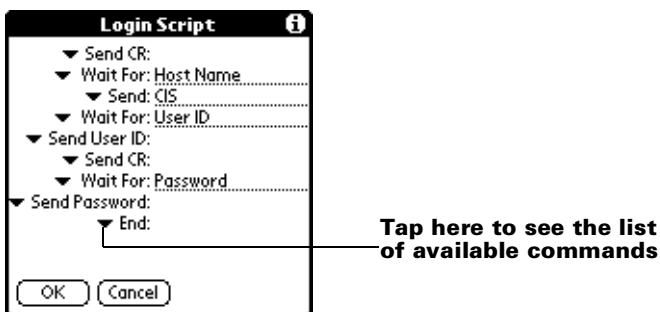 Login Script i
Send CR:
Wait For: Host Name
Send: CIS
Wait For: User ID
Send User ID:
Send CR:
Wait For: Password
Send Password:
End:
Tap here to see the list
of available commands
OK Cancel